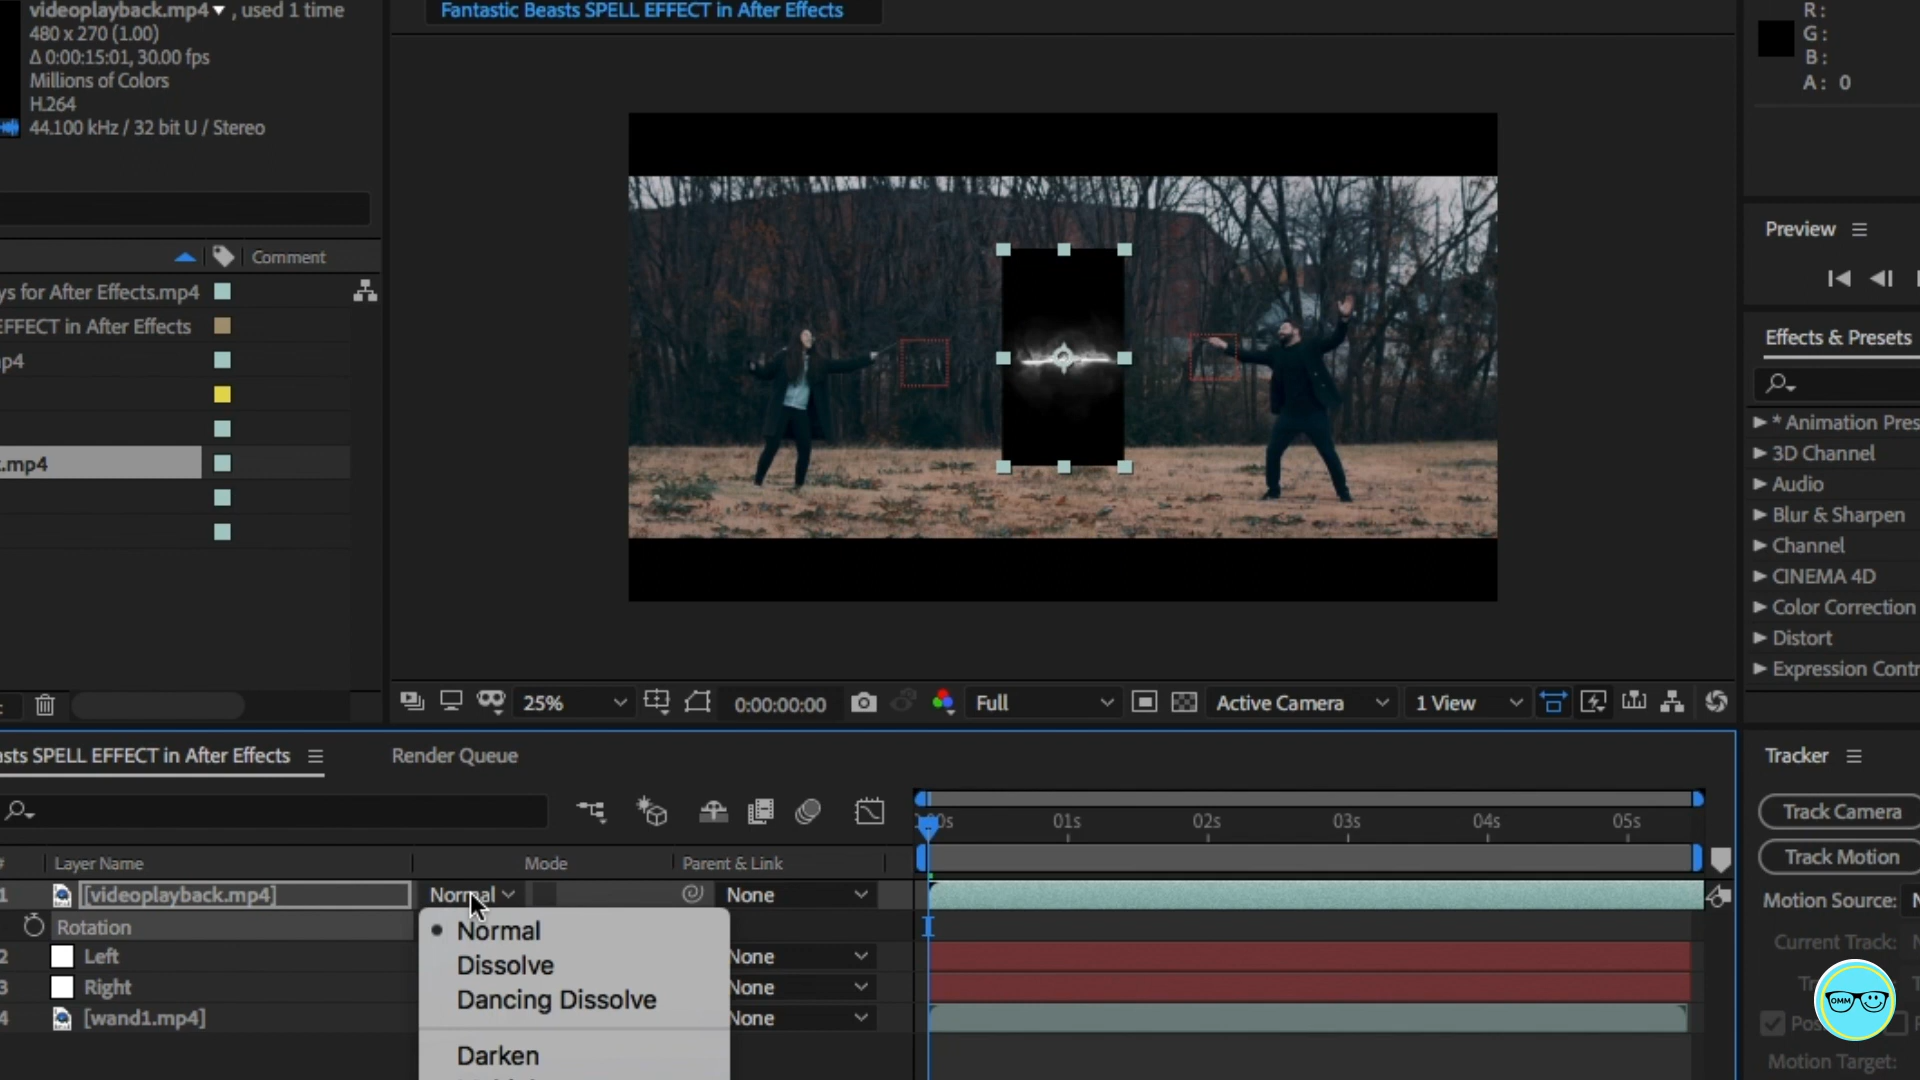 videoplayback.mp4 , used 1 time
480 x 270 (1.00)
Δ 0:00:15:01, 30.00 fps
Millions of Colors
H.264
44.100 kHz / 32 bit U / Stereo
Fantastic Beasts SPELL EFFECT in After Effects
R:
G:
B:
A: 0
Comment
ys for After Effects.mp4
EFFECT in After Effects
p4
.mp4
Preview
Effects & Presets
* Animation Pres
3D Channel
Audio
Blur & Sharpen
Channel
CINEMA 4D
Color Correction
Distort
Expression Contr
25%
0:00:00:00
Full
Active Camera
1 View
asts SPELL EFFECT in After Effects
Render Queue
01s
02s
03s
04s
05s
# Layer Name Mode Parent & Link
1 [videoplayback.mp4] Normal None
Rotation
2 Left None
3 Right None
4 [wand1.mp4] None
Normal
Dissolve
Dancing Dissolve
Darken
Tracker
Track Camera
Track Motion
Motion Source:
Current Track:
Motion Target:
OMM